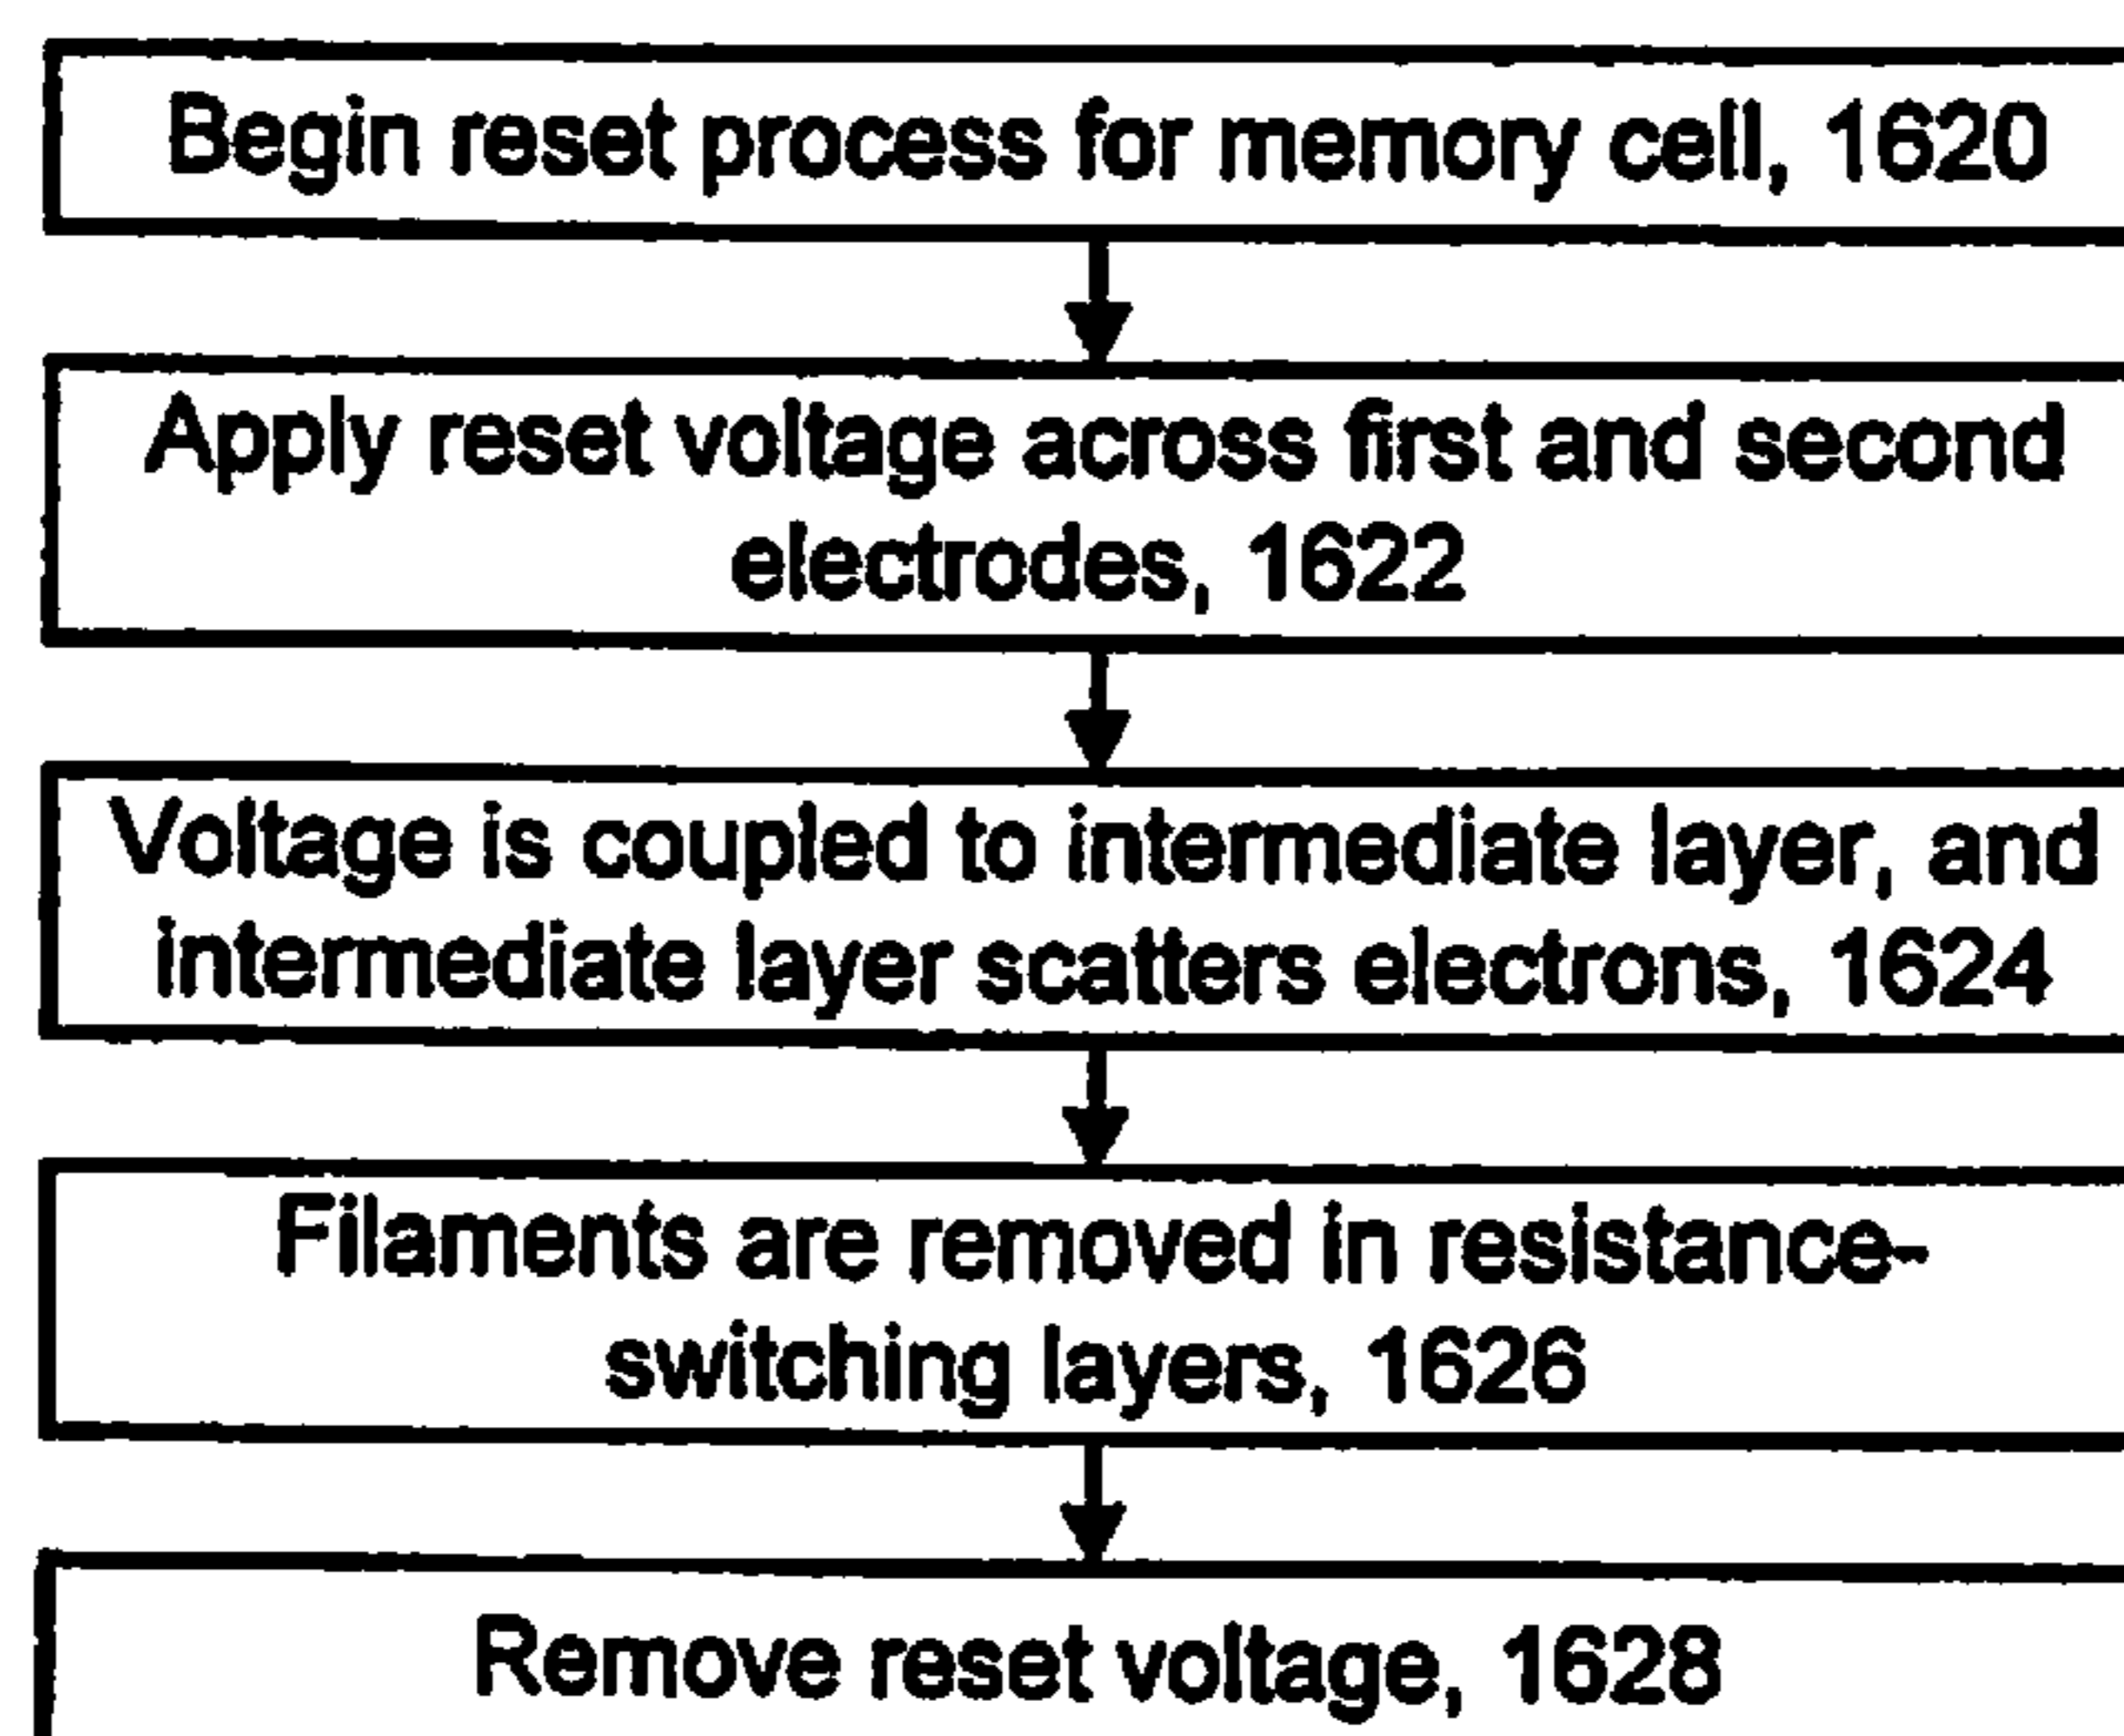 Begin reset process for memory cell, 1620
Apply reset voltage across first and second
electrodes, 1622
Voltage is coupled to intermediate layer, and
intermediate layer scatters electrons, 1624
Filaments are removed in resistance-
switching layers, 1626
Remove reset voltage, 1628